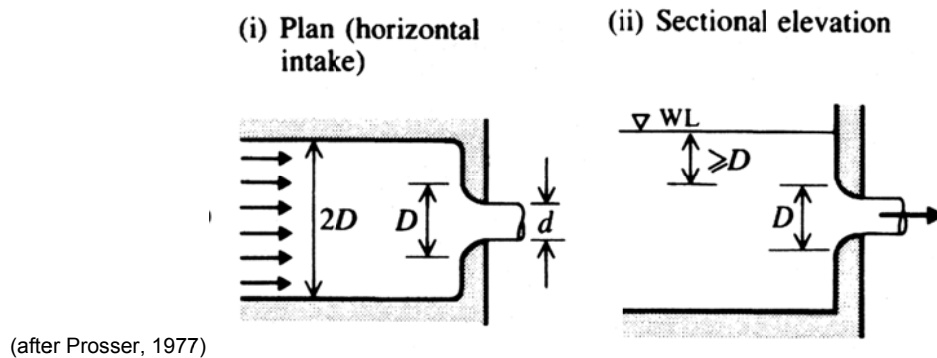 (i) Plan (horizontal
intake)
(ii) Sectional elevation
WL
≥D
2D
D
d
D
(after Prosser, 1977)